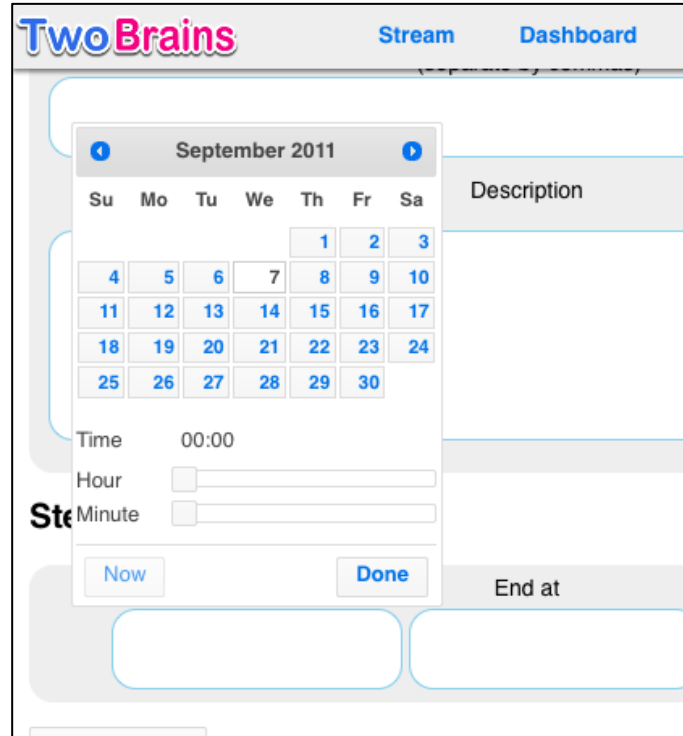 TwoBrains Stream Dashboard
(separate by commas)
September 2011
Su Mo Tu We Th Fr Sa
Description
1 2 3
4 5 6 7 8 9 10
11 12 13 14 15 16 17
18 19 20 21 22 23 24
25 26 27 28 29 30
Time 00:00
Hour
Ste
Minute
Now Done
End at